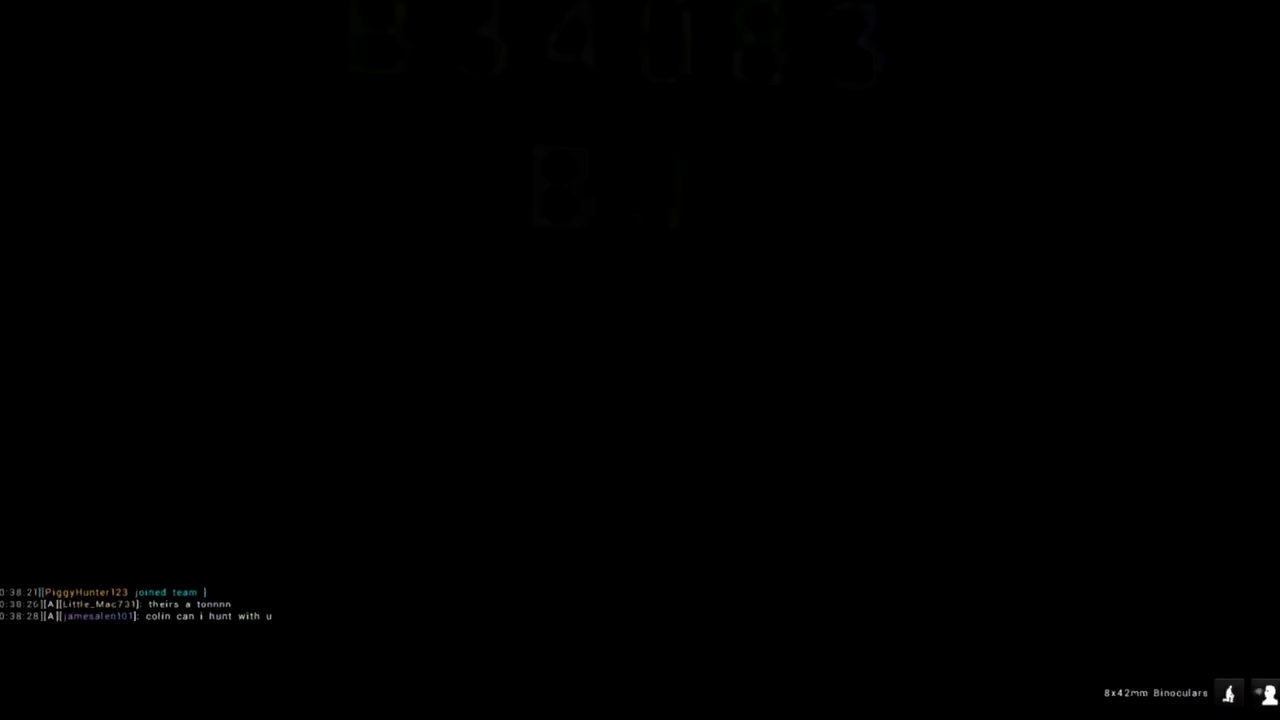 B34083
B
0:38:21][PiggyHunter123 joined team ]
0:38:26][A][Little_Mac731]: theirs a tonnnn
0:38:28][A][jamesalen101]: colin can i hunt with u
8x42mm Binoculars